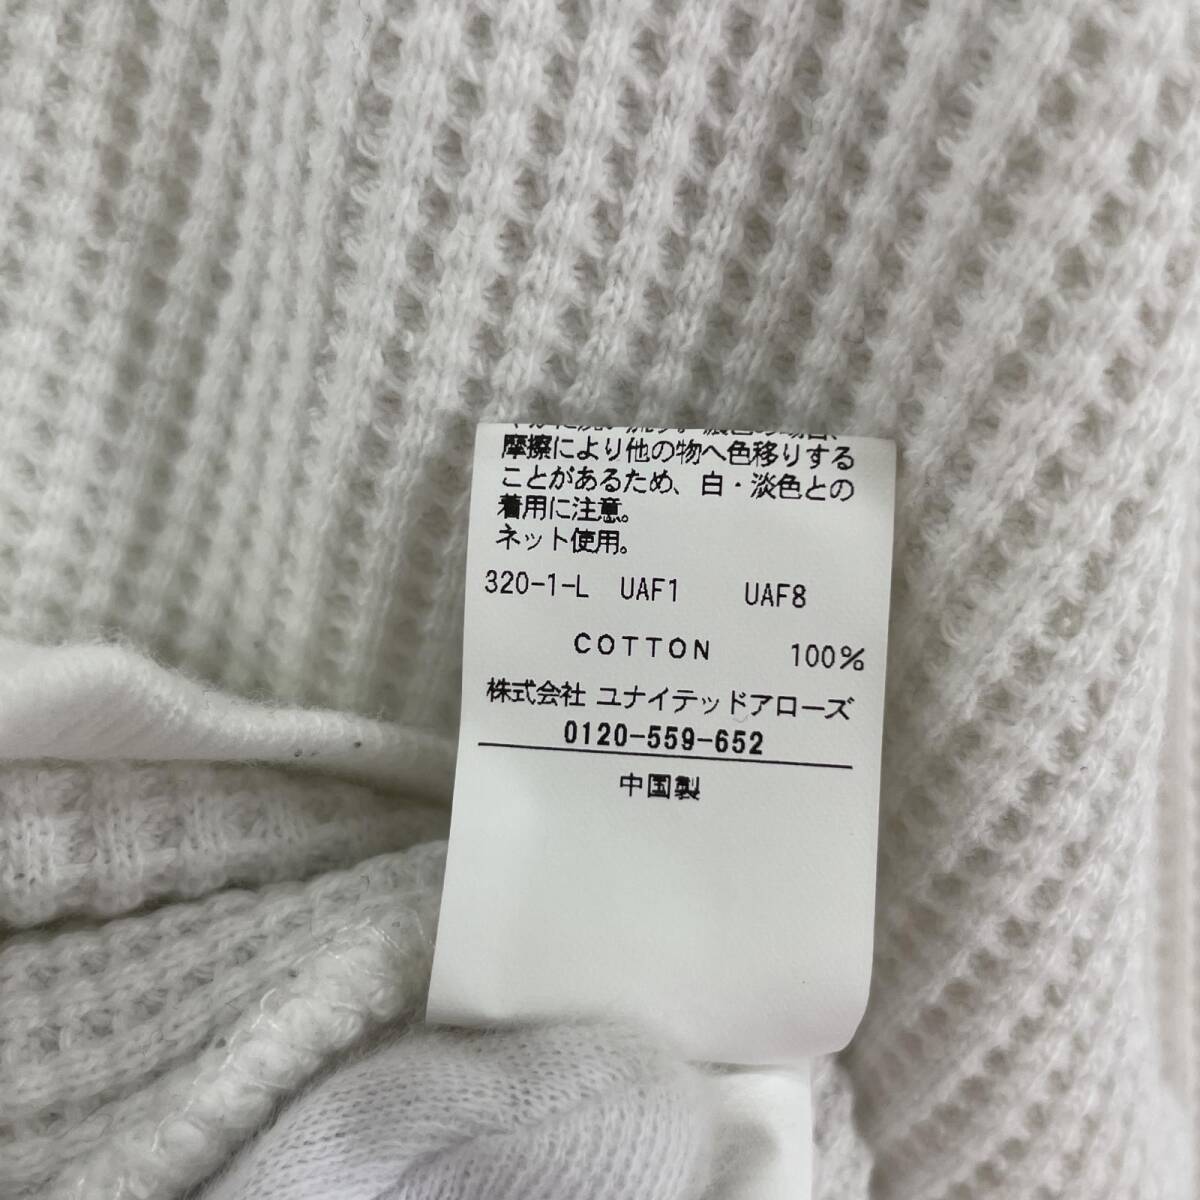 摩擦により他の物へ色移りする
ことがあるため、白・淡色との
着用に注意。
ネット使用。
320-1-L UAF1 UAF8
COTTON 100%
株式会社 ユナイテッドアローズ
0120-559-652
中国製